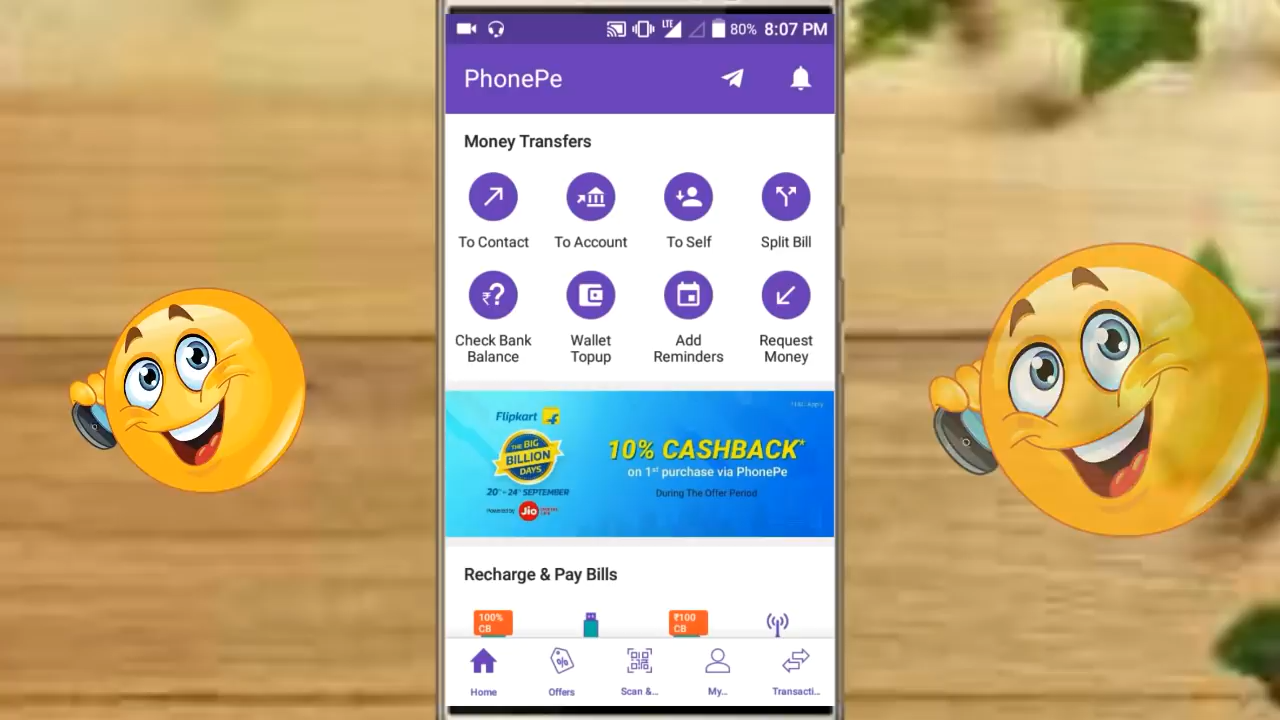 LTE 80% 8:07 PM
PhonePe
Money Transfers
To Contact To Account To Self Split Bill
Check Bank Balance
Wallet Topup
Add Reminders
Request Money
T&C Apply
Flipkart
THE BIG
BILLION
DAYS
20th - 24th SEPTEMBER
Powered by Jio
10% CASHBACK*
on 1st purchase via PhonePe
During The Offer Period
Recharge & Pay Bills
100% CB
₹100 CB
Home Offers Scan &... My... Transacti...